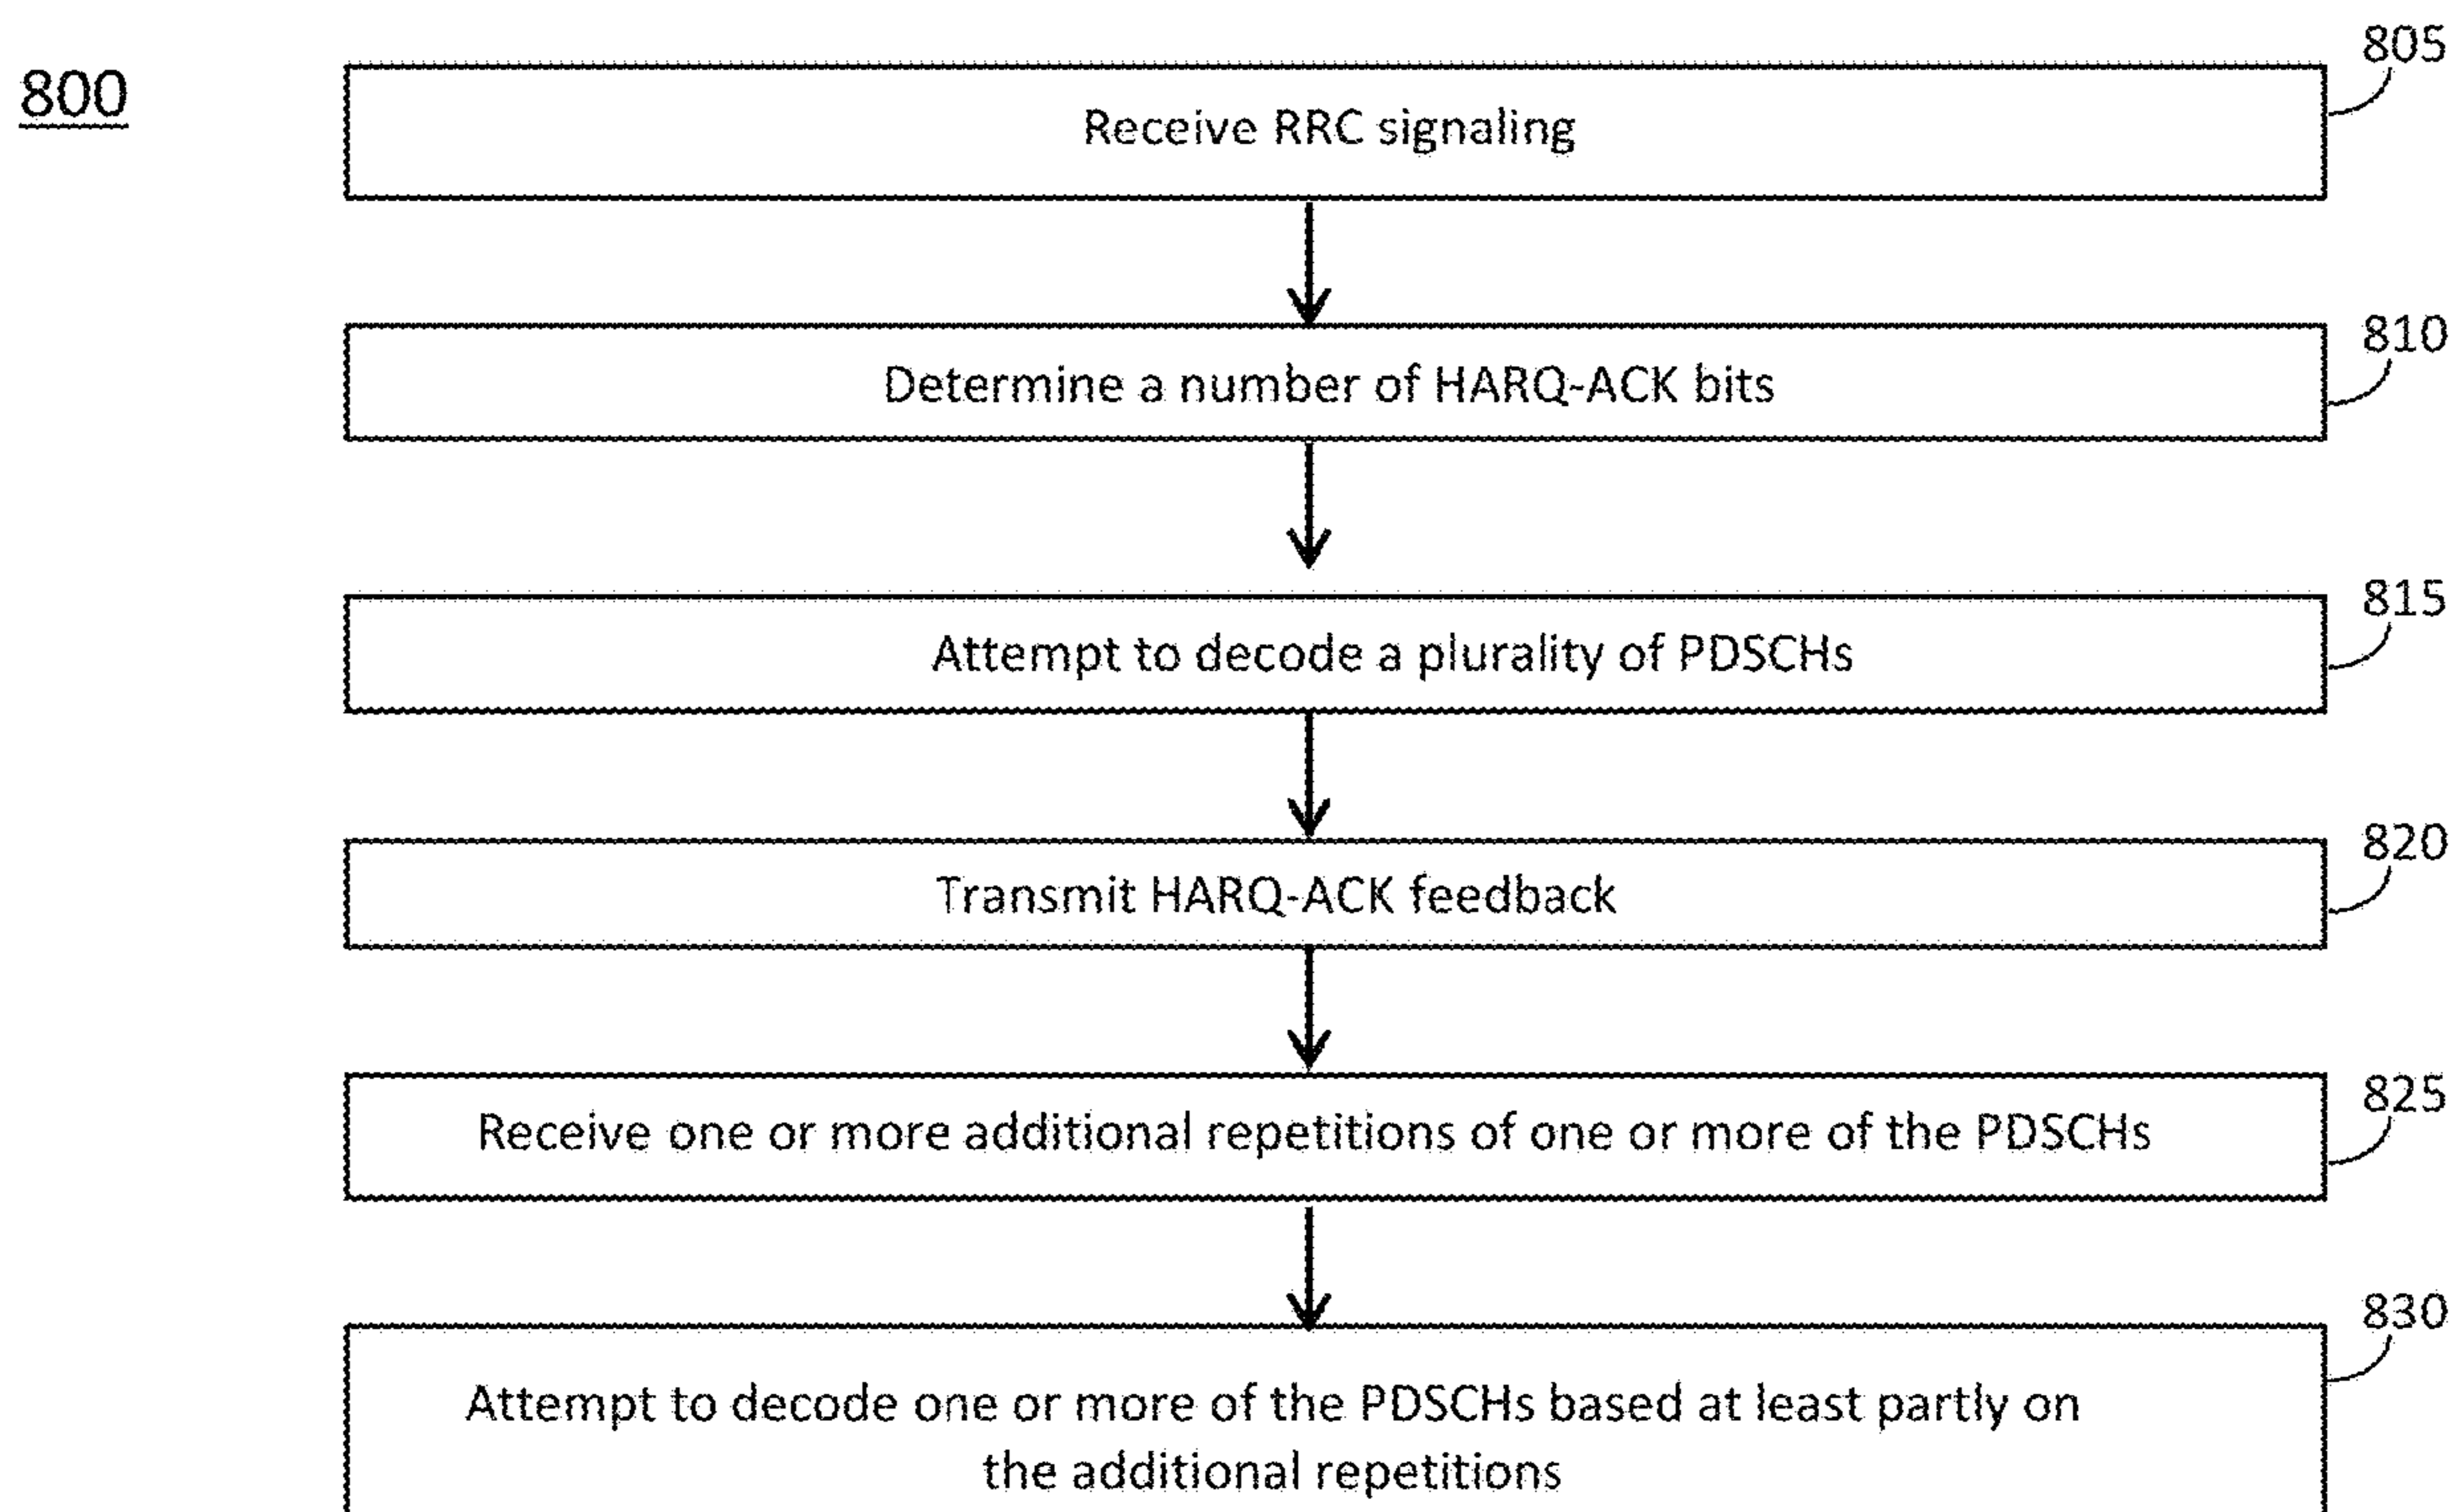 800
805
Receive RRC signaling
810
Determine a number of HARQ-ACK bits
815
Attempt to decode a plurality of PDSCHs
820
Transmit HARQ-ACK feedback
825
Receive one or more additional repetitions of one or more of the PDSCHs
830
Attempt to decode one or more of the PDSCHs based at least partly on
the additional repetitions